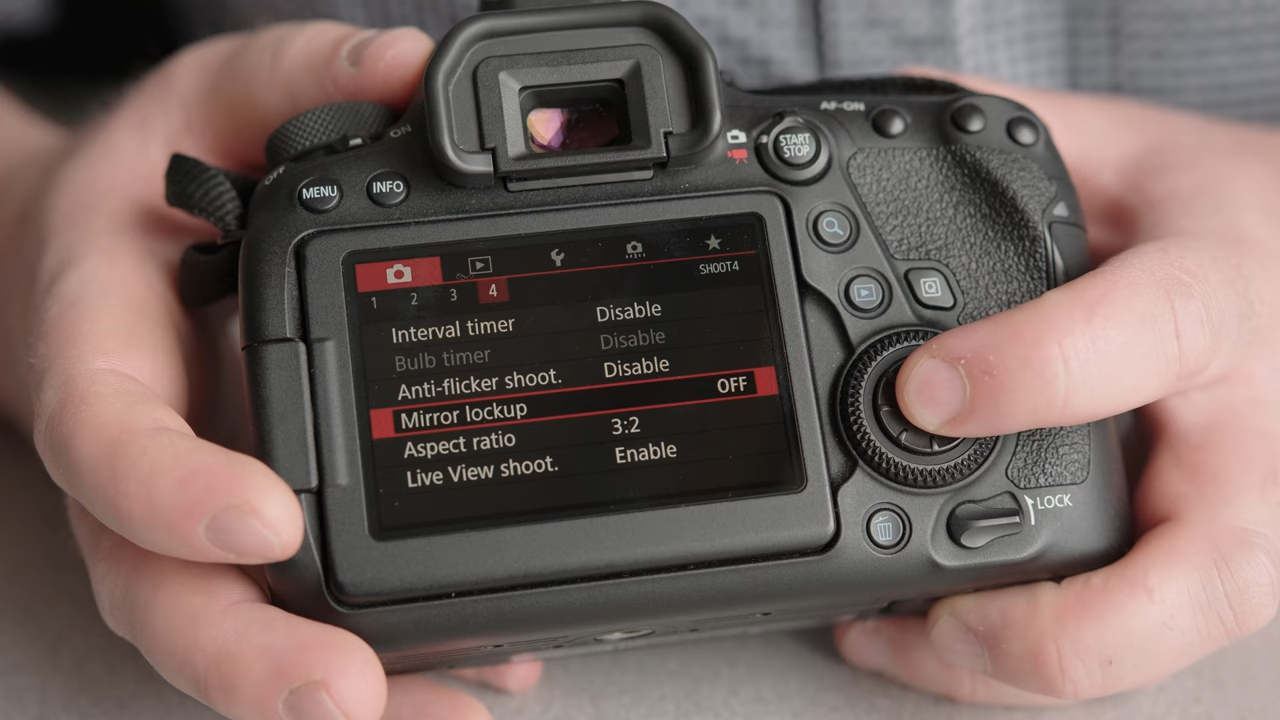 AF-ON
ON
OFF
START
STOP
MENU
INFO
SHOOT4
1 2 3 4
Interval timer Disable
Bulb timer Disable
Anti-flicker shoot. Disable
Mirror lockup OFF
Aspect ratio 3:2
Live View shoot. Enable
Q
LOCK